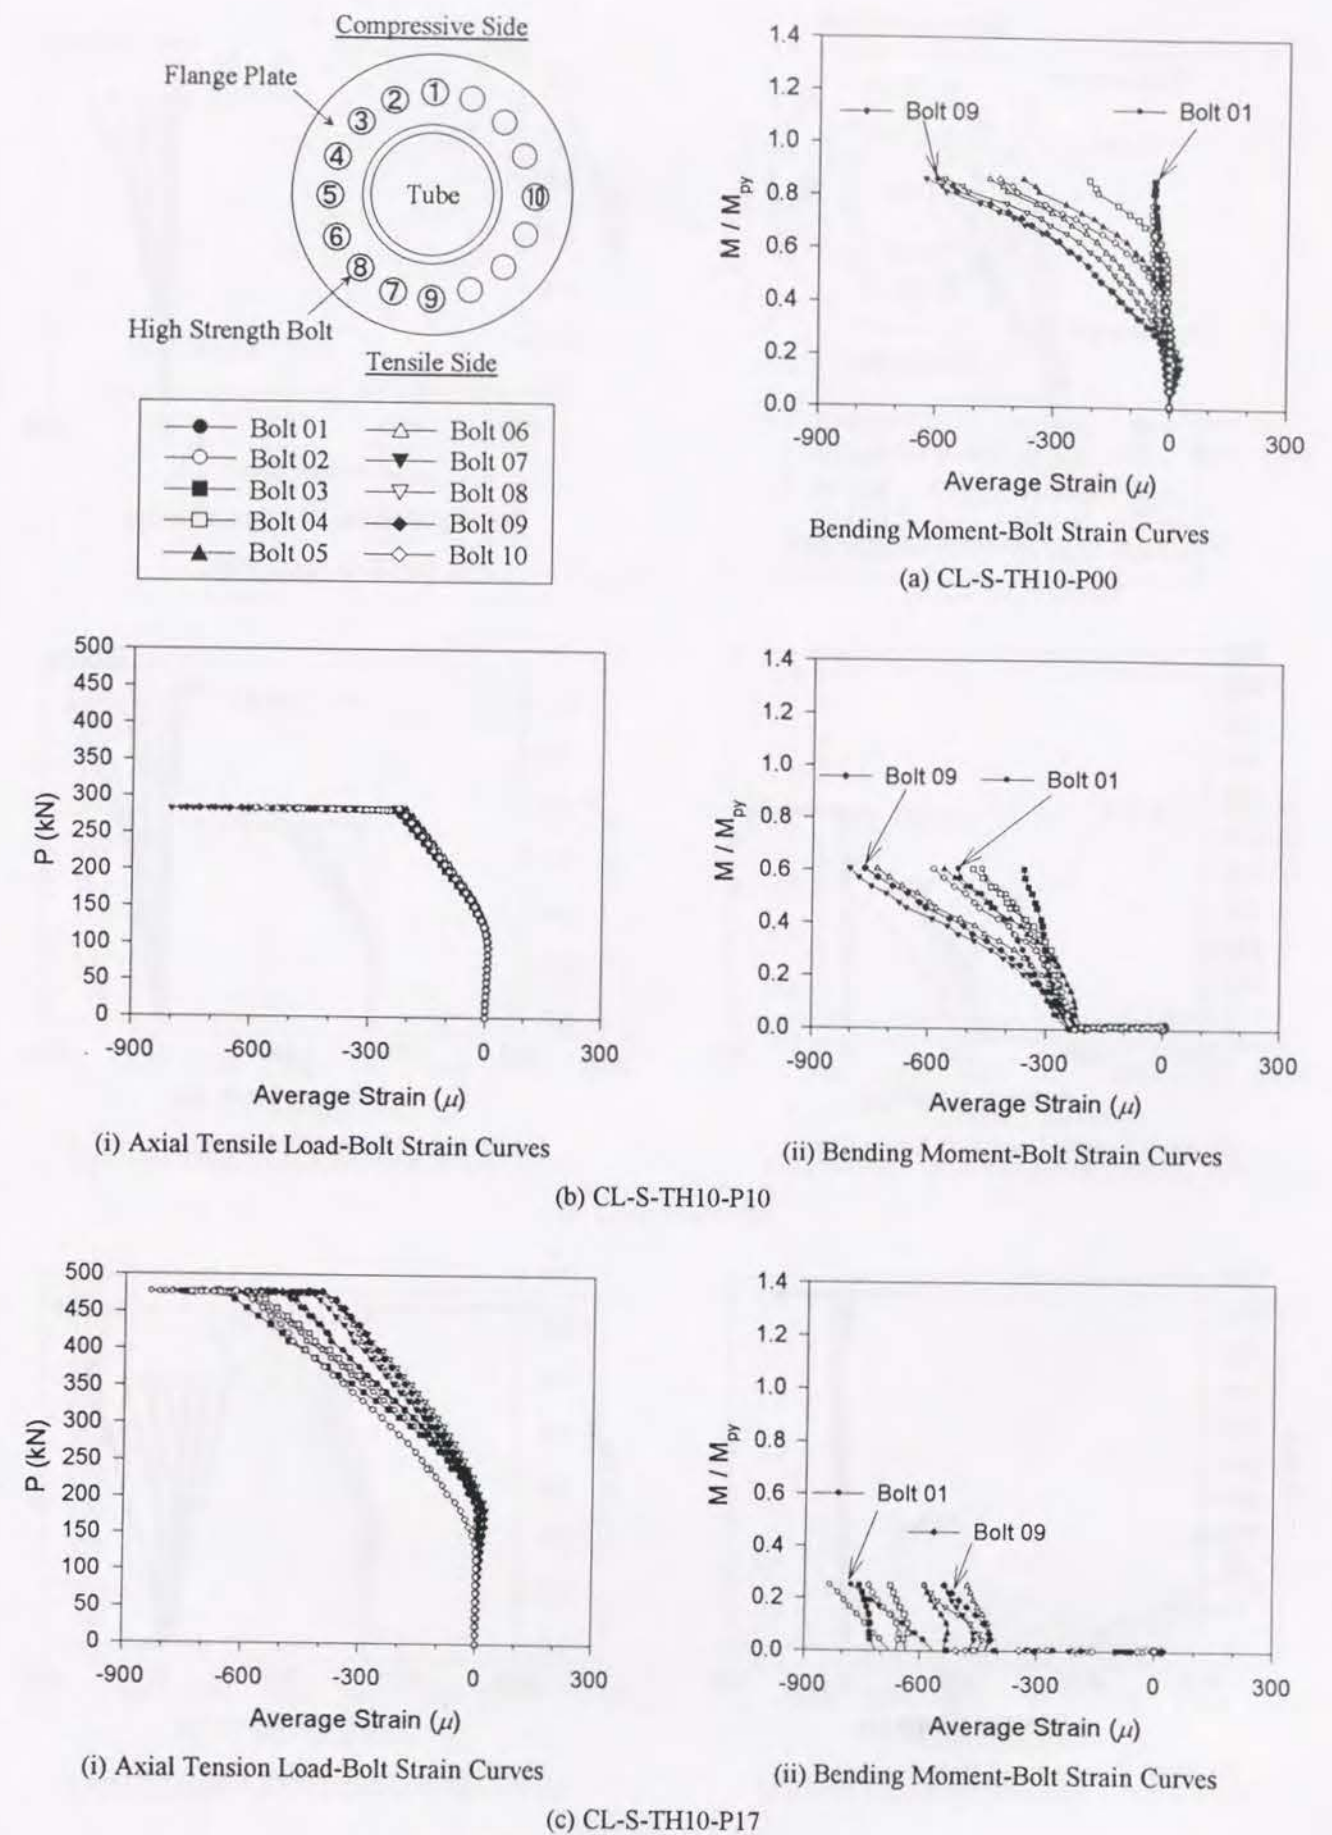 Compressive Side
Flange Plate
① ② ③ ④ ⑤ ⑥ ⑧ ⑦ ⑨ ⑩
Tube
High Strength Bolt
Tensile Side
Bolt 01 Bolt 06
Bolt 02 Bolt 07
Bolt 03 Bolt 08
Bolt 04 Bolt 09
Bolt 05 Bolt 10
1.4
1.2
1.0
0.8
0.6
0.4
0.2
0.0
M / Mpy
Bolt 09 Bolt 01
-900 -600 -300 0 300
Average Strain (μ)
Bending Moment-Bolt Strain Curves
(a) CL-S-TH10-P00
500
450
400
350
300
250
200
150
100
50
0
P (kN)
-900 -600 -300 0 300
Average Strain (μ)
(i) Axial Tensile Load-Bolt Strain Curves
1.4
1.2
1.0
0.8
0.6
0.4
0.2
0.0
M / Mpy
Bolt 09 Bolt 01
-900 -600 -300 0 300
Average Strain (μ)
(ii) Bending Moment-Bolt Strain Curves
(b) CL-S-TH10-P10
500
450
400
350
300
250
200
150
100
50
0
P (kN)
-900 -600 -300 0 300
Average Strain (μ)
(i) Axial Tension Load-Bolt Strain Curves
1.4
1.2
1.0
0.8
0.6
0.4
0.2
0.0
M / Mpy
Bolt 01
Bolt 09
-900 -600 -300 0 300
Average Strain (μ)
(ii) Bending Moment-Bolt Strain Curves
(c) CL-S-TH10-P17